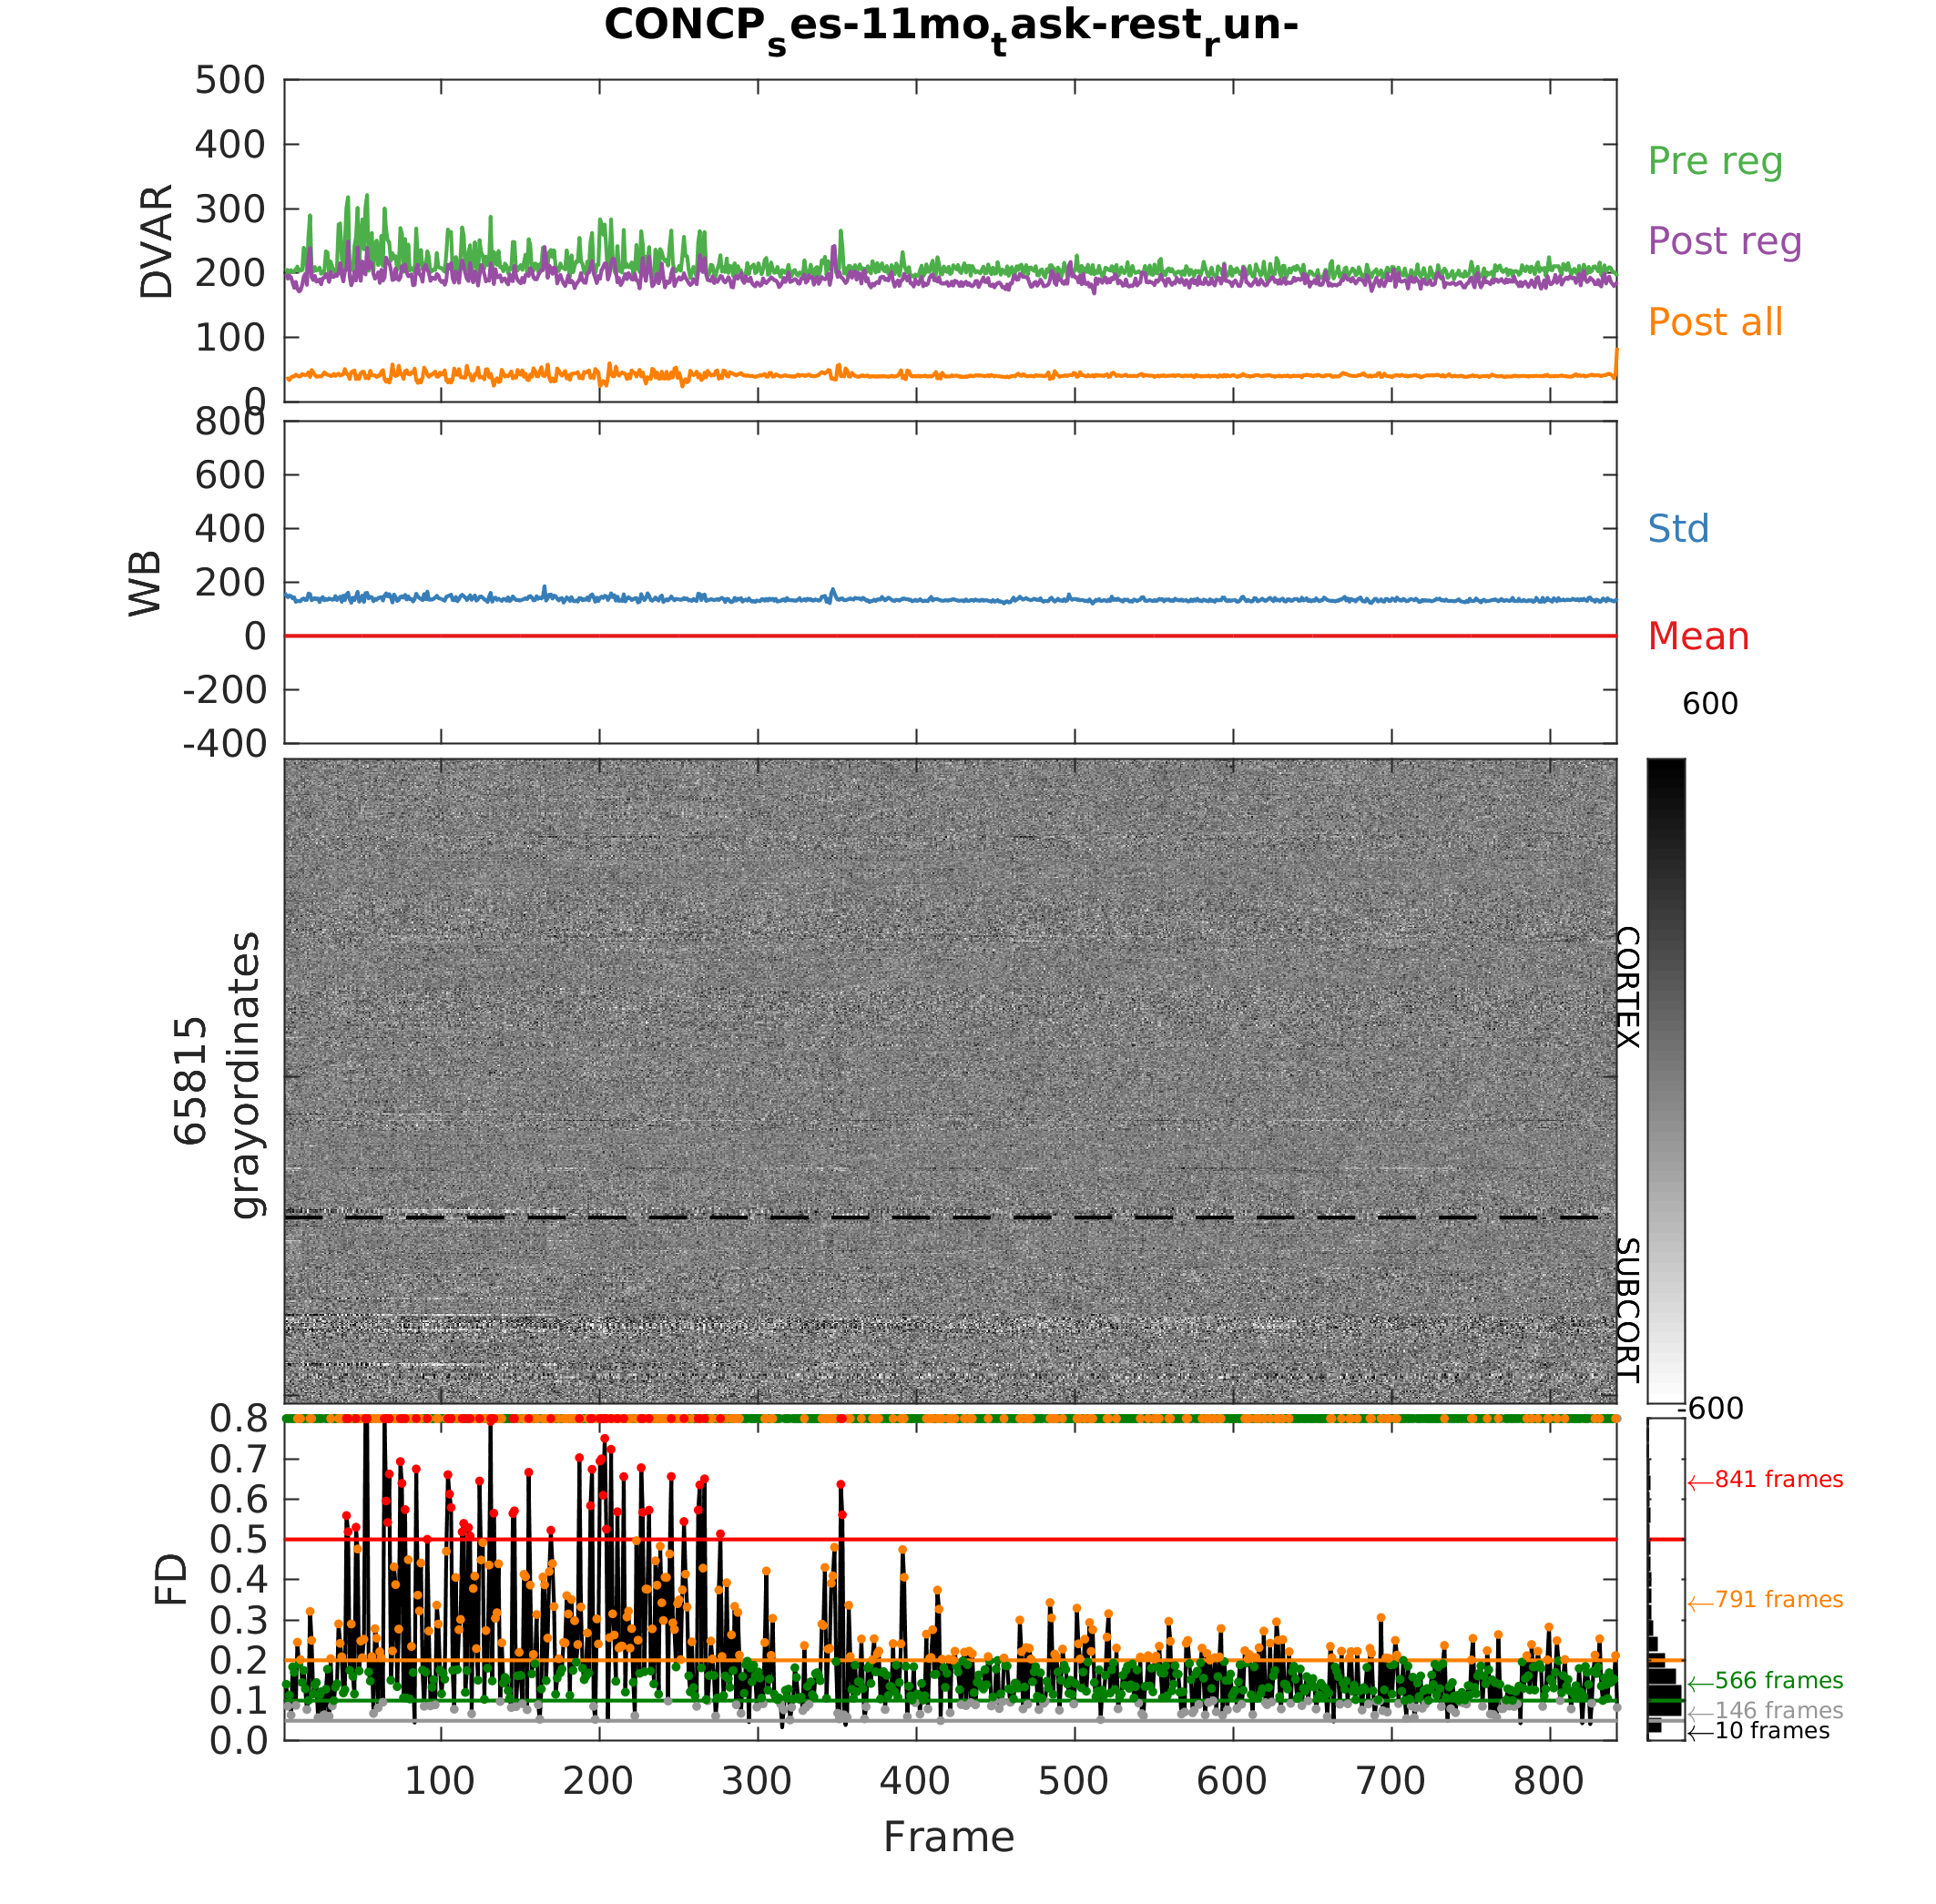 CONCPses-11motask-restrun-
500
400
300
200
100
0
DVAR
Pre reg
Post reg
Post all
800
600
400
200
0
-200
-400
WB
Std
Mean
600
65815
grayordinates
CORTEX
SUBCORT
-600
0.8
0.7
0.6
0.5
0.4
0.3
0.2
0.1
0.0
FD
←841 frames
←791 frames
←566 frames
←146 frames
←10 frames
100 200 300 400 500 600 700 800
Frame